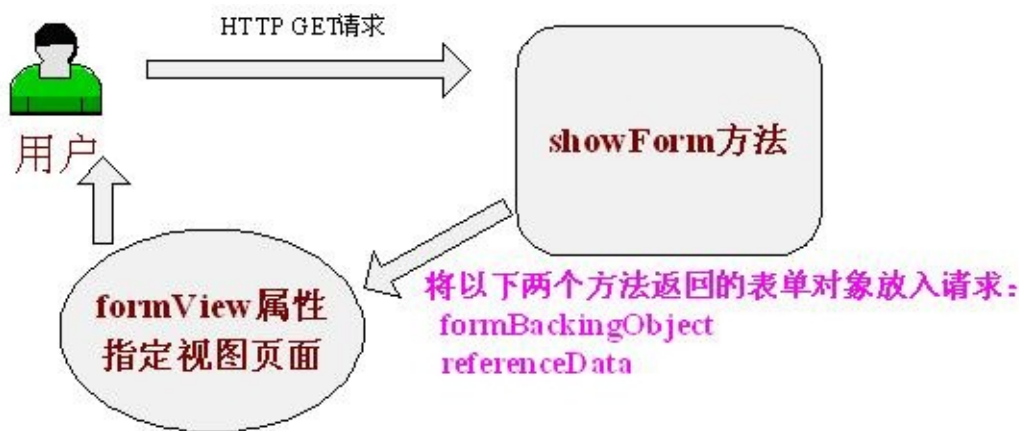 HTTP GET请求
用户
showForm方法
将以下两个方法返回的表单对象放入请求：
formBackingObject
referenceData
formView属性
指定视图页面